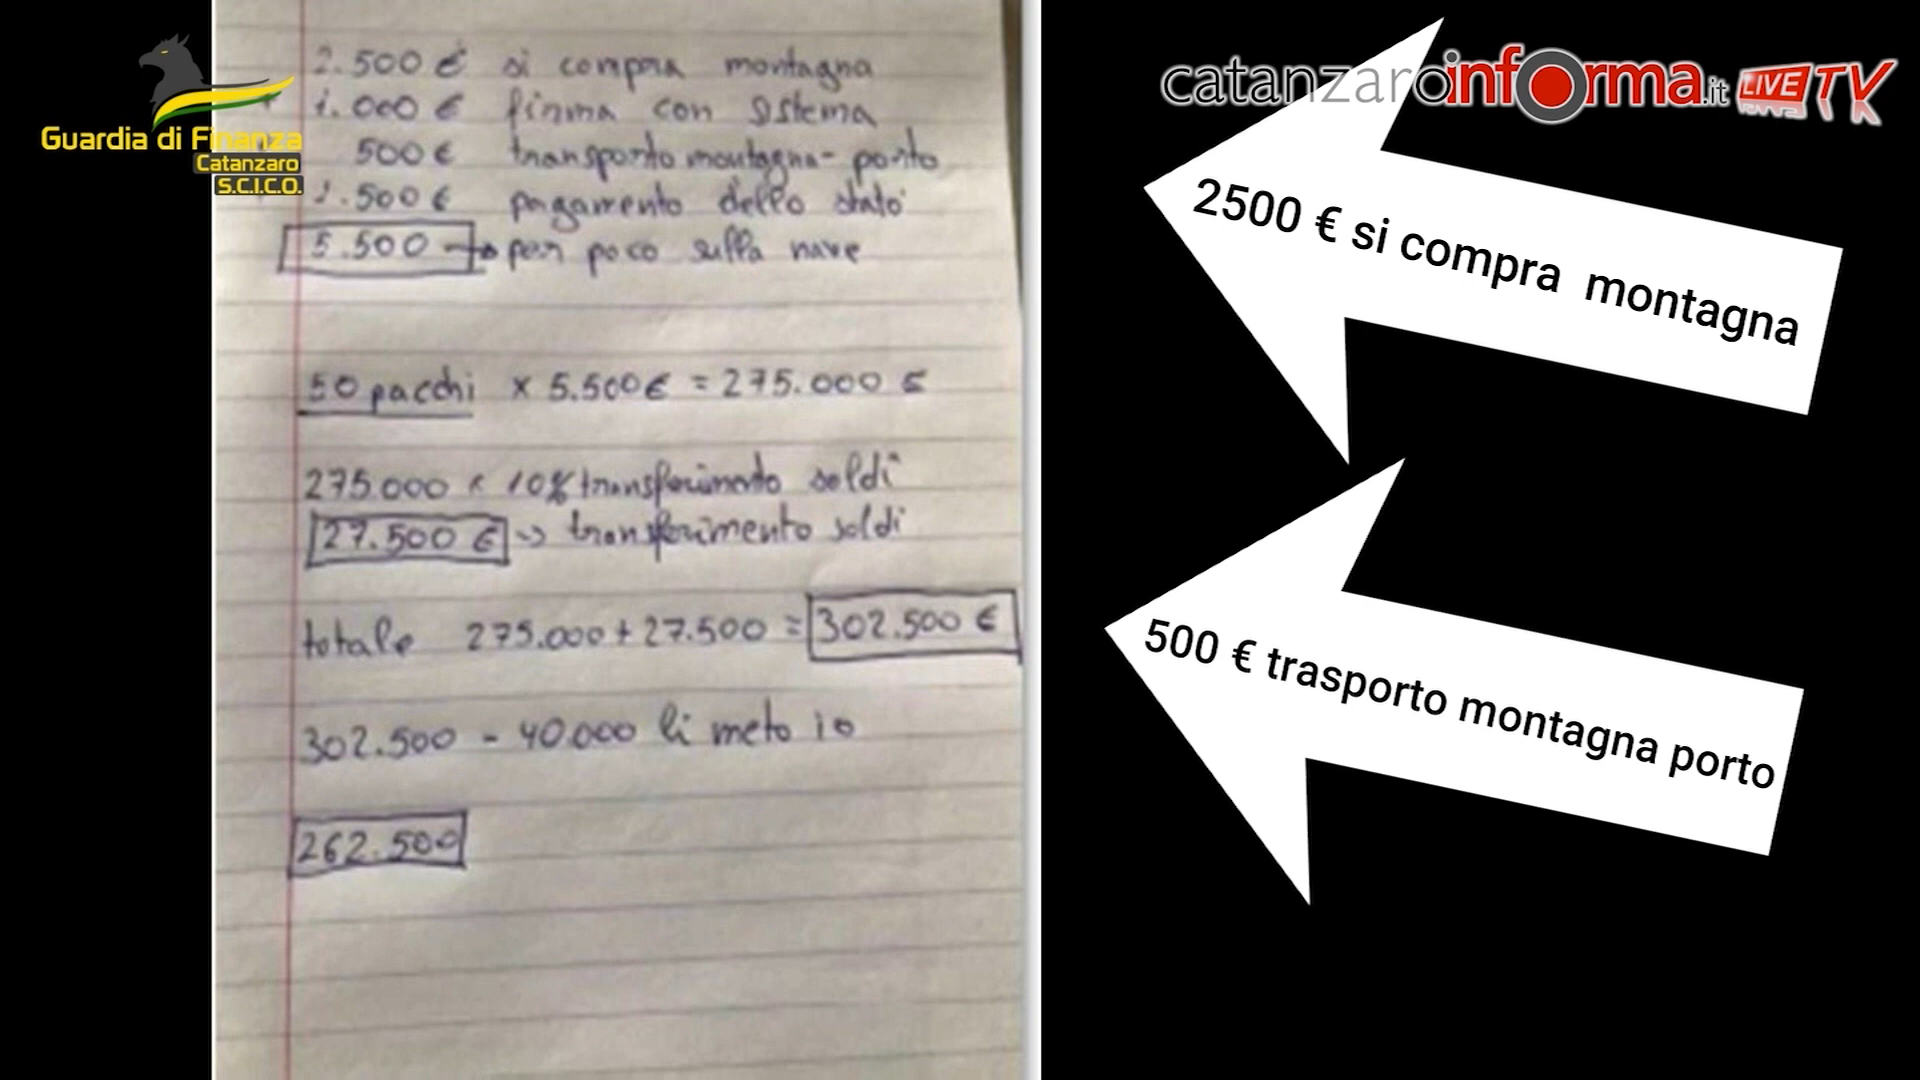 Guardia di Finanza
Catanzaro
S.C.I.C.O.
catanzaroinforma.it LIVE TV
2.500 € si compra montagna
1.000 € firma con sistema
500 € transporto montagna - porto
1.500 € pagamento dello stato
5.500 → per poco sulla nave
50 pacchi x 5.500 € = 275.000 €
275.000 x 10% transferimento soldi
27.500 € => transferimento soldi
totale 275.000 + 27.500 = 302.500 €
302.500 - 40.000 li meto io
262.500
2500 € si compra montagna
500 € trasporto montagna porto